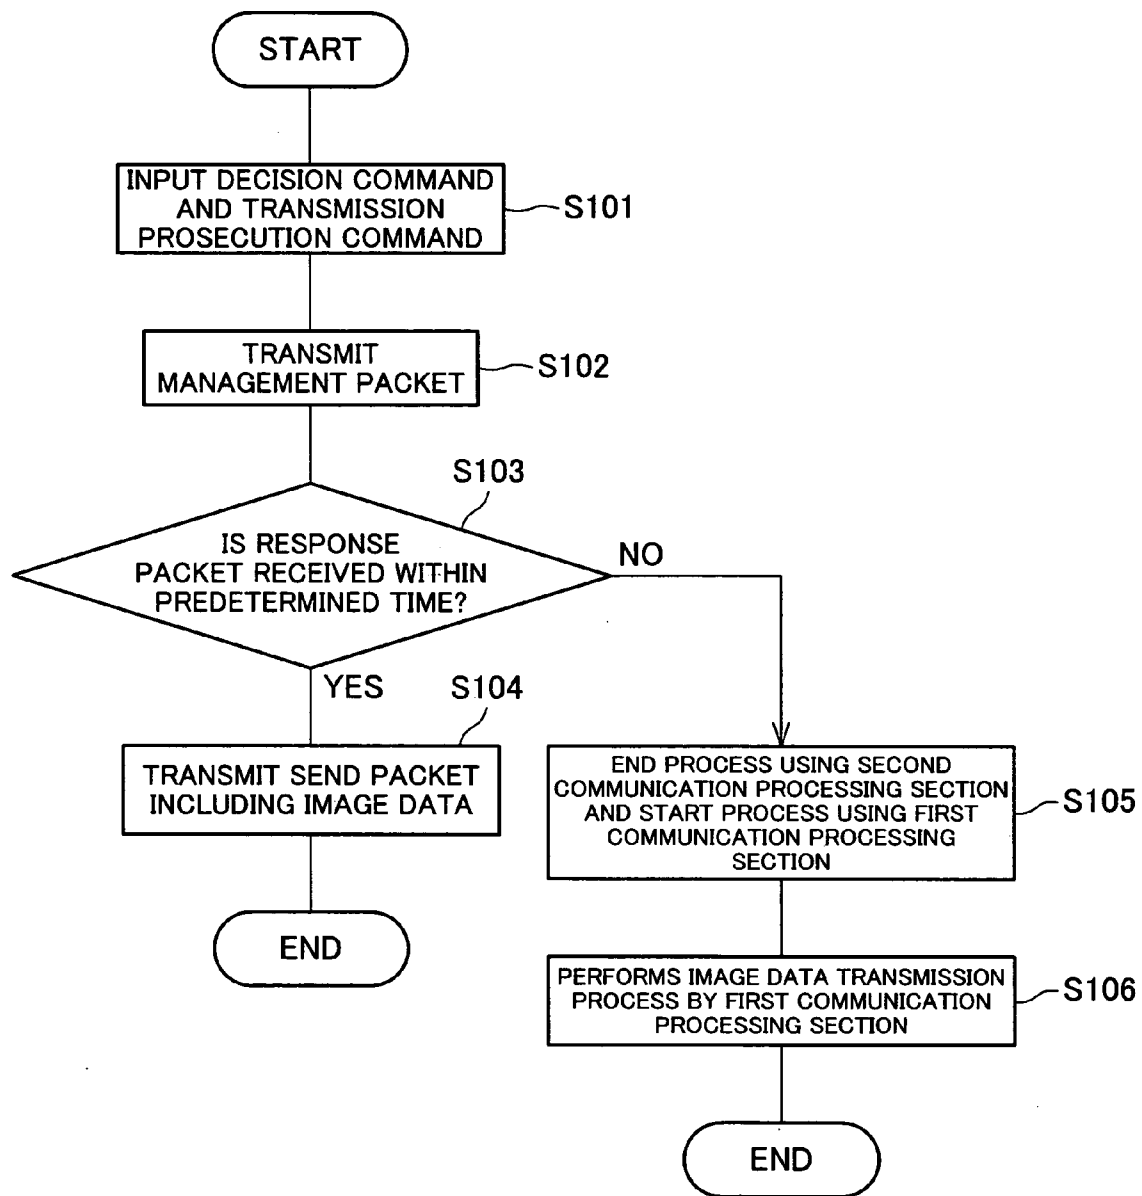 START
INPUT DECISION COMMAND
AND TRANSMISSION
PROSECUTION COMMAND
S101
TRANSMIT
MANAGEMENT PACKET
S102
S103
IS RESPONSE
PACKET RECEIVED WITHIN
PREDETERMINED TIME?
NO
YES
S104
TRANSMIT SEND PACKET
INCLUDING IMAGE DATA
END
END PROCESS USING SECOND
COMMUNICATION PROCESSING SECTION
AND START PROCESS USING FIRST
COMMUNICATION PROCESSING
SECTION
S105
PERFORMS IMAGE DATA TRANSMISSION
PROCESS BY FIRST COMMUNICATION
PROCESSING SECTION
S106
END